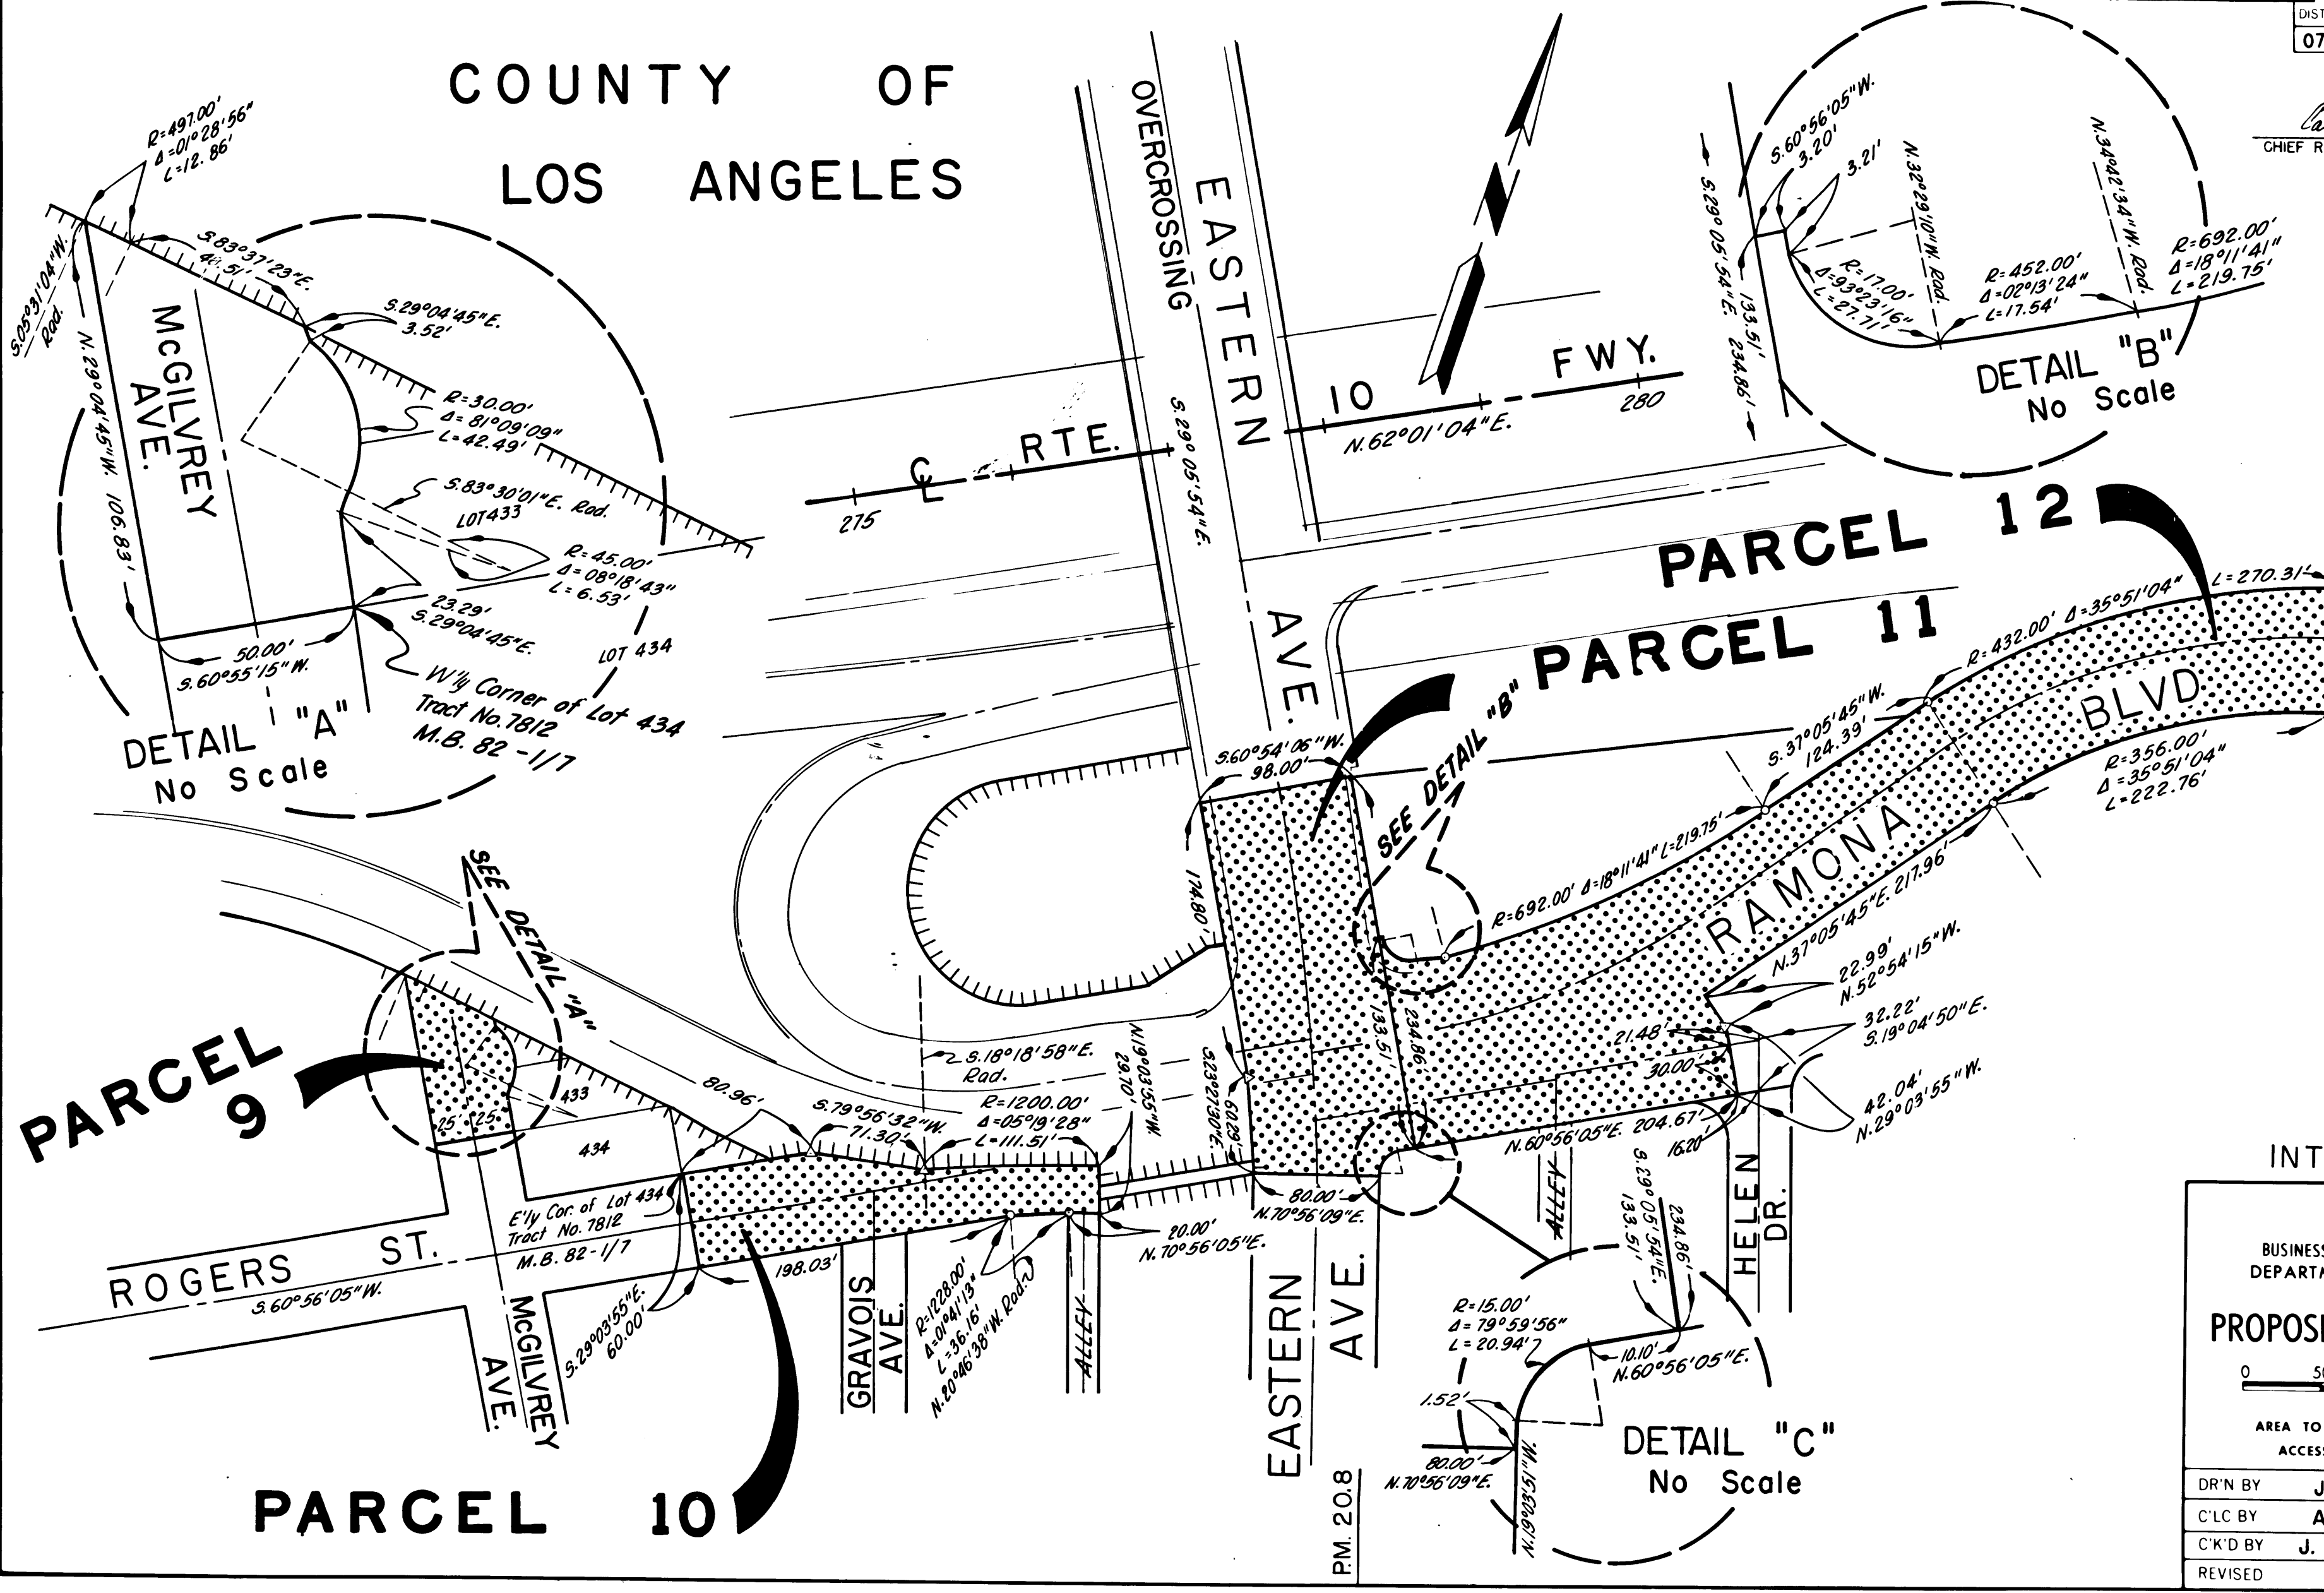 COUNTY OF
LOS ANGELES
R=497.00'
Δ=01°28'56"
L=12.86'
S.05°31'04"W.
Rad.
S.83°37'23"E.
S.29°04'45"E.
3.52'
McGILVREY
AVE.
N.29°04'45"W. 106.83'
R=30.00'
Δ=81°09'09"
L=42.49'
S.83°30'01"E. Rad.
LOT 433
R=45.00'
Δ=08°18'43"
L=6.53'
23.29'
S.29°04'45"E.
LOT 434
50.00'
S.60°55'15"W.
W'ly Corner of Lot 434
Tract No. 7812
M.B. 82-1/7
DETAIL "A"
No Scale
OVERCROSSING
EASTERN
AVE.
S.29°05'54"E.
℄ RTE. 10 FWY.
275
280
N.62°01'04"E.
DIST
07
CHIEF R
S.60°56'05"W.
3.20'
3.21'
N.32°29'10"W. Rad.
N.34°42'34"W. Rad.
S.29°05'54"E. 234.86'
133.51'
R=17.00'
Δ=93°23'16"
L=27.71'
R=452.00'
Δ=02°13'24"
L=17.54'
R=692.00'
Δ=18°11'41"
L=219.75'
DETAIL "B"
No Scale
PARCEL 12
PARCEL 11
SEE DETAIL "B"
S.60°54'06"W.
98.00'
174.80'
R=692.00' Δ=18°11'41" L=219.75'
S.37°05'45"W.
124.39'
R=432.00' Δ=35°51'04" L=270.31'
RAMONA BLVD
R=356.00'
Δ=35°51'04"
L=222.76'
N.37°05'45"E. 217.96'
22.99'
N.52°54'15"W.
32.22'
S.19°04'50"E.
42.04'
N.29°03'55"W.
21.48'
30.00'
133.51'
234.86'
N.60°56'05"E. 204.67'
16.20'
ALLEY
HELEN
DR.
SEE DETAIL "A"
PARCEL
9
25' 25'
433
434
80.96'
S.79°56'32"W.
71.30'
S.18°18'58"E.
Rad.
R=1200.00'
Δ=05°19'28"
L=111.51'
N.19°03'55"W.
29.70'
S.23°27'30"E.
60.29'
80.00'
N.70°56'09"E.
20.00'
N.70°56'05"E.
E'ly Cor. of Lot 434
Tract No. 7812
M.B. 82-1/7
ROGERS ST.
S.60°56'05"W.
McGILVREY
AVE.
S.29°03'55"E.
60.00'
198.03'
GRAVOIS
AVE.
R=1228.00'
Δ=01°41'13"
L=36.16'
N.20°46'38"W. Rad.
ALLEY
PARCEL 10
EASTERN
AVE.
P.M. 20.8
S.29°05'54"E.
133.51'
234.86'
R=15.00'
Δ=79°59'56"
L=20.94'
10.10'
N.60°56'05"E.
1.52'
80.00'
N.70°56'09"E.
N.19°03'51"W.
DETAIL "C"
No Scale
INT
BUSINESS
DEPARTM
PROPOSE
0 5
AREA TO
ACCESS
DR'N BY J
C'LC BY A
C'K'D BY J.
REVISED